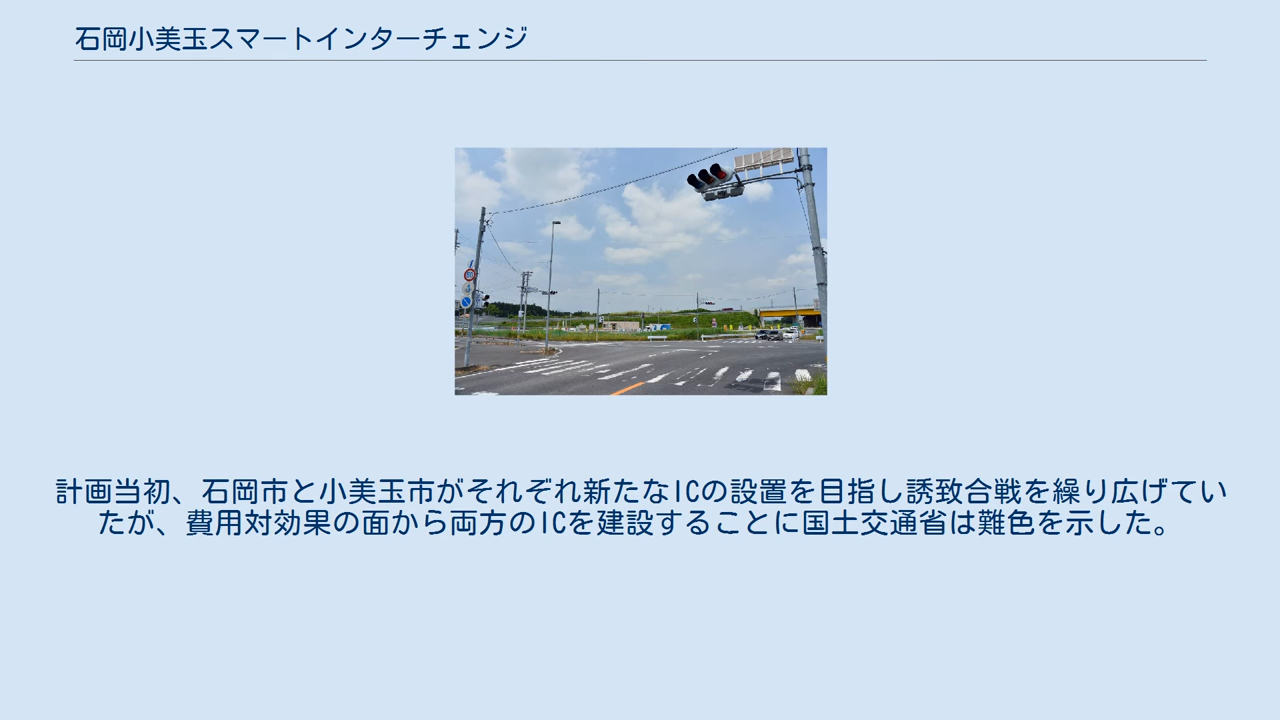 石岡小美玉スマートインターチェンジ
計画当初、石岡市と小美玉市がそれぞれ新たなICの設置を目指し誘致合戦を繰り広げてい
たが、費用対効果の面から両方のICを建設することに国土交通省は難色を示した。